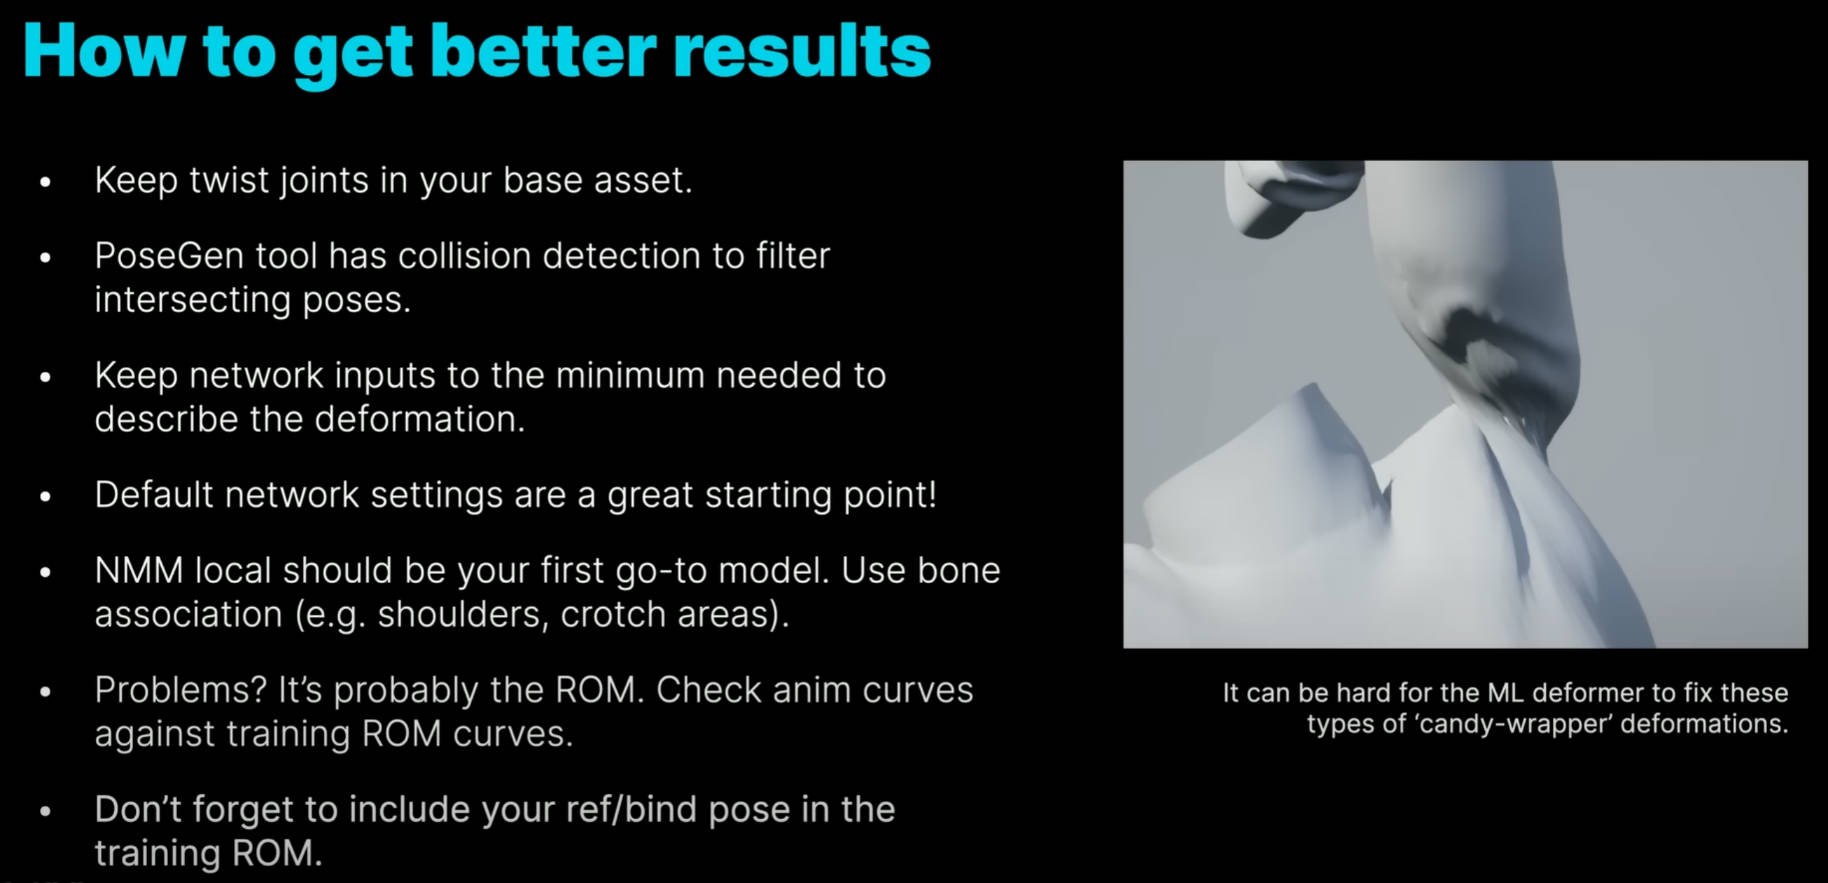 How to get better results
• Keep twist joints in your base asset.
• PoseGen tool has collision detection to filter
intersecting poses.
• Keep network inputs to the minimum needed to
describe the deformation.
• Default network settings are a great starting point!
• NMM local should be your first go-to model. Use bone
association (e.g. shoulders, crotch areas).
• Problems? It’s probably the ROM. Check anim curves
against training ROM curves.
• Don’t forget to include your ref/bind pose in the
training ROM.
It can be hard for the ML deformer to fix these
types of ‘candy-wrapper’ deformations.